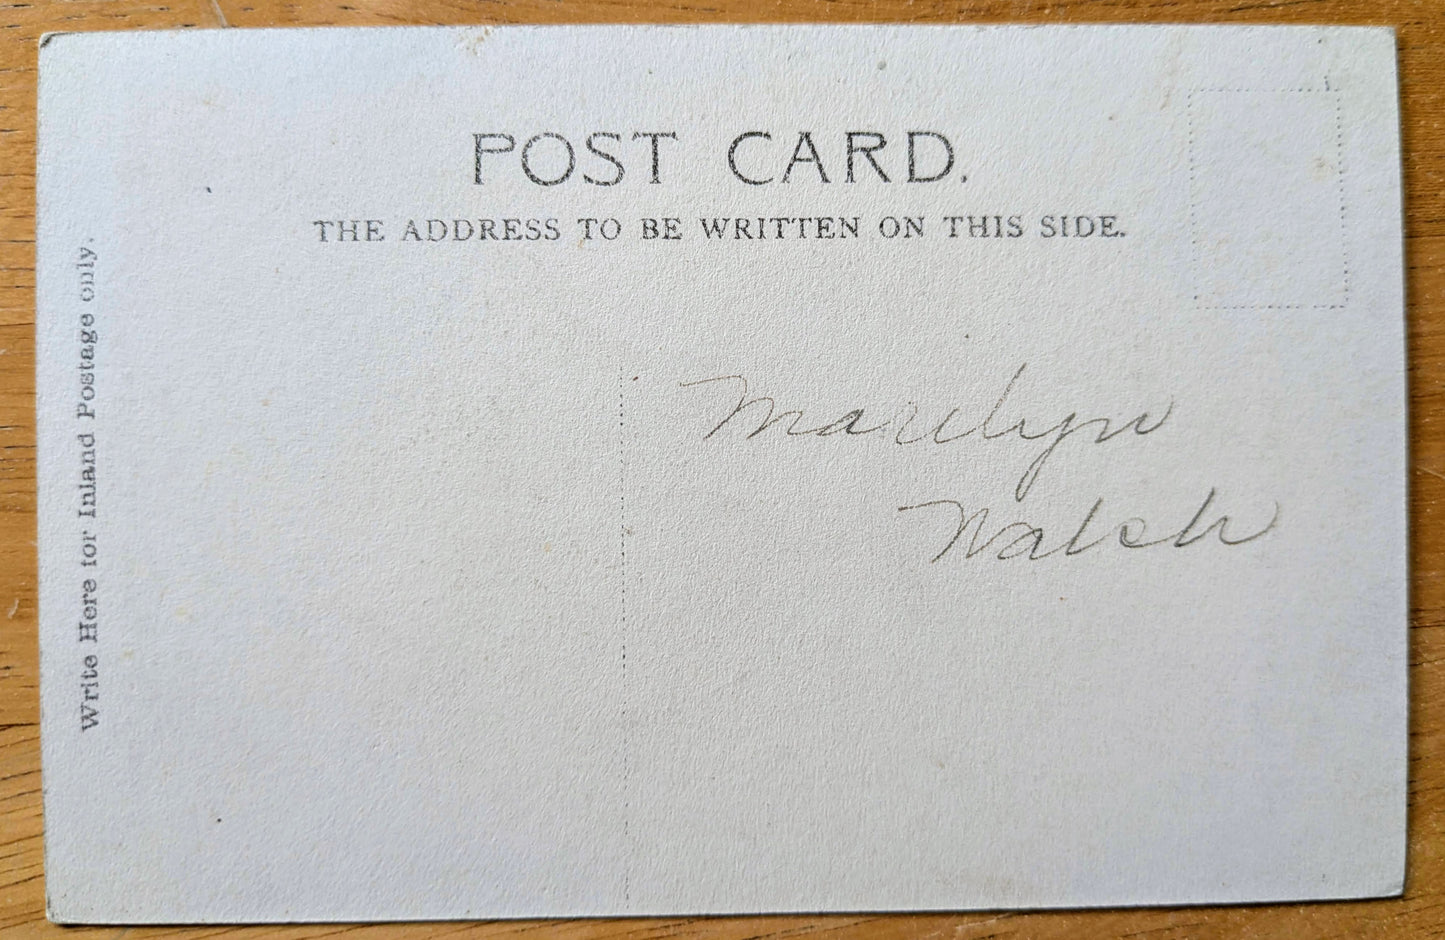 POST CARD.
THE ADDRESS TO BE WRITTEN ON THIS SIDE.
Write Here for Inland Postage only.
Marilyn
Walsh